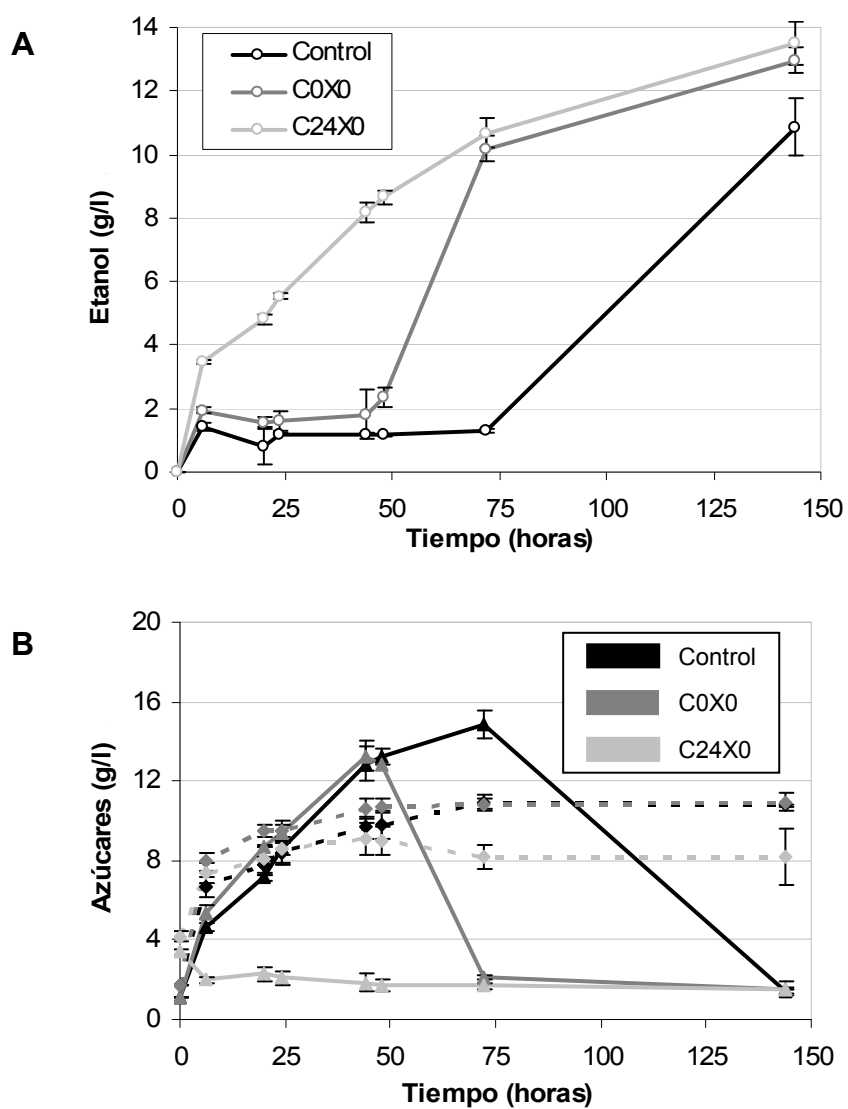 A
Etanol (g/l)
14
12
10
8
6
4
2
0
Control
C0X0
C24X0
0 25 50 75 100 125 150
Tiempo (horas)
B
Azúcares (g/l)
20
16
12
8
4
0
Control
C0X0
C24X0
0 25 50 75 100 125 150
Tiempo (horas)